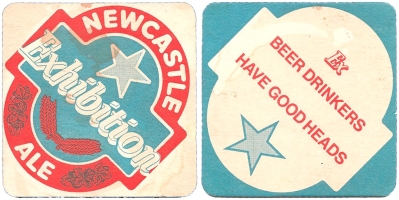 NEWCASTLE
Exhibition
ALE
Ex
BEER DRINKERS
HAVE GOOD HEADS